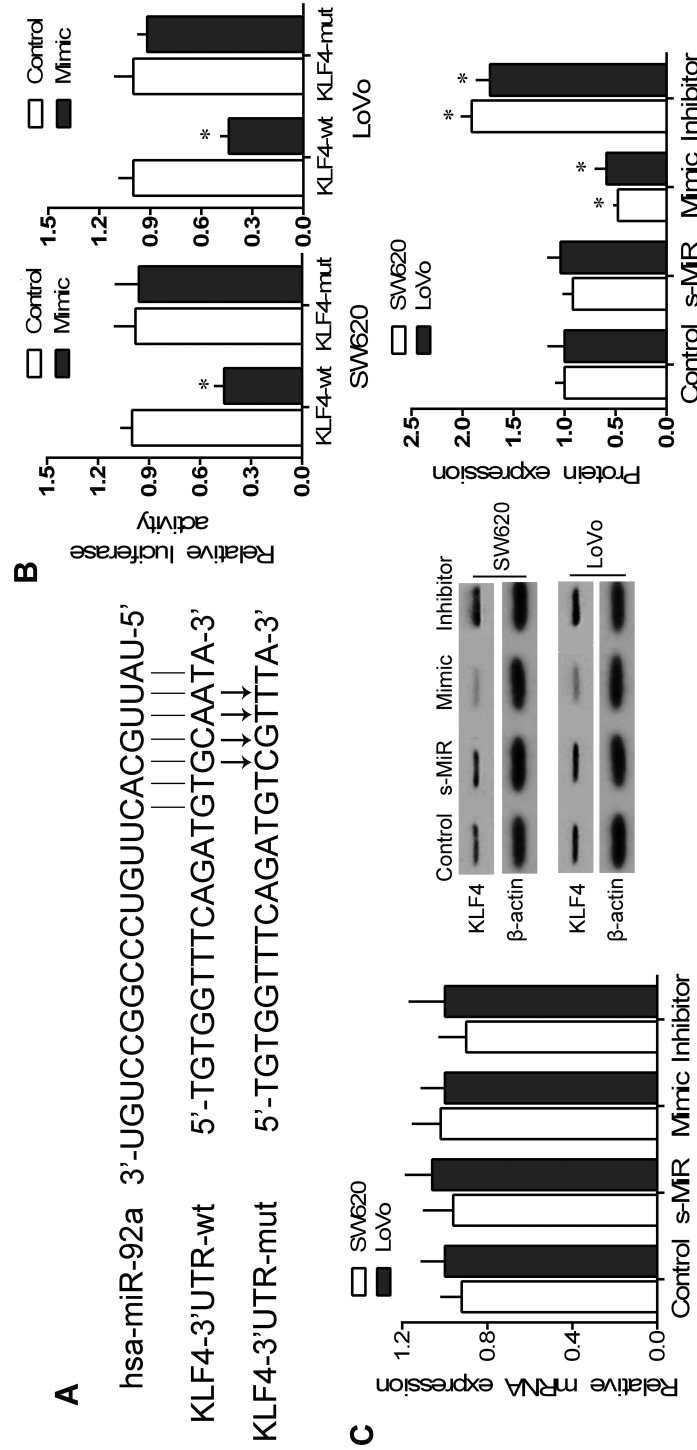 A
hsa-miR-92a 3'-UGUCCGGCCCUGUUCACGUUAU-5'
KLF4-3'UTR-wt 5'-TGTGGTTTCAGATGTGCAATA-3'
KLF4-3'UTR-mut 5'-TGTGGTTTCAGATGTCGTTTA-3'
B
Relative luciferase
activity
1.5
1.2
0.9
0.6
0.3
0.0
Control
Mimic
*
KLF4-wt KLF4-mut
SW620
1.5
1.2
0.9
0.6
0.3
0.0
Control
Mimic
*
KLF4-wt KLF4-mut
LoVo
C
Relative mRNA expression
1.2
0.8
0.4
0.0
SW620
LoVo
Control s-MiR Mimic Inhibitor
Control s-MiR Mimic Inhibitor
KLF4
β-actin
SW620
KLF4
β-actin
LoVo
Protein expression
2.5
2.0
1.5
1.0
0.5
0.0
SW620
LoVo
* * * *
Control s-MiR Mimic Inhibitor